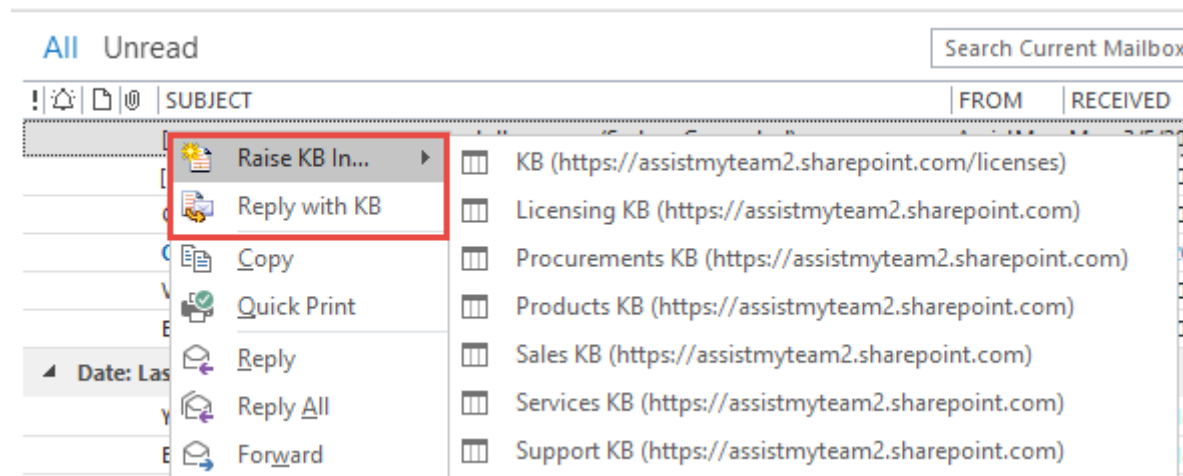 All Unread
Search Current Mailbox
! SUBJECT FROM RECEIVED
Raise KB In...
Reply with KB
Copy
Quick Print
Reply
Reply All
Forward
KB (https://assistmyteam2.sharepoint.com/licenses)
Licensing KB (https://assistmyteam2.sharepoint.com)
Procurements KB (https://assistmyteam2.sharepoint.com)
Products KB (https://assistmyteam2.sharepoint.com)
Sales KB (https://assistmyteam2.sharepoint.com)
Services KB (https://assistmyteam2.sharepoint.com)
Support KB (https://assistmyteam2.sharepoint.com)
Date: Las